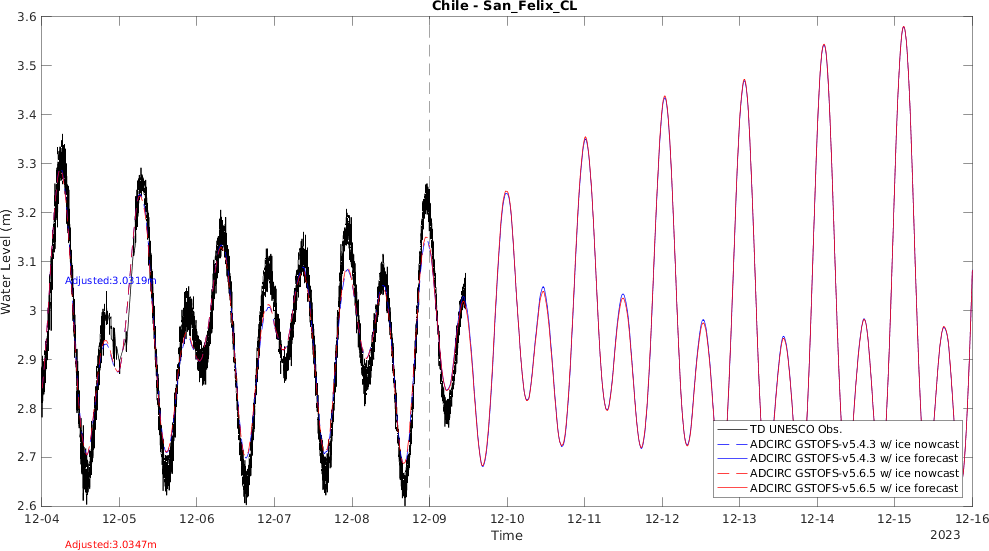 Chile - San_Felix_CL
3.6
3.5
3.4
3.3
3.2
3.1
3
2.9
2.8
2.7
2.6
Water Level (m)
Adjusted:3.0319m
TD UNESCO Obs.
ADCIRC GSTOFS-v5.4.3 w/ ice nowcast
ADCIRC GSTOFS-v5.4.3 w/ ice forecast
ADCIRC GSTOFS-v5.6.5 w/ ice nowcast
ADCIRC GSTOFS-v5.6.5 w/ ice forecast
12-04 12-05 12-06 12-07 12-08 12-09 12-10 12-11 12-12 12-13 12-14 12-15 12-16
Time
2023
Adjusted:3.0347m